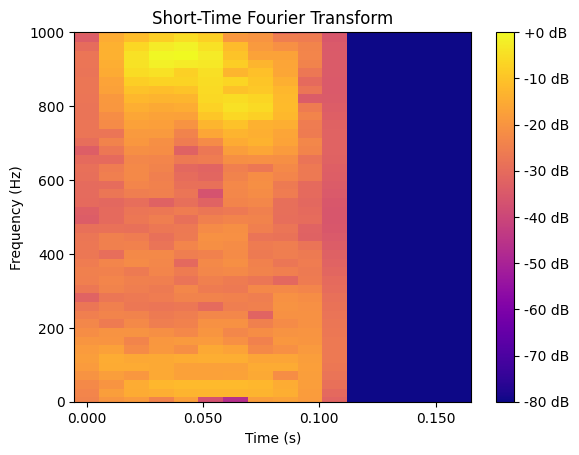 Short-Time Fourier Transform
1000
800
600
400
200
0
Frequency (Hz)
0.000
0.050
0.100
0.150
Time (s)
+0 dB
-10 dB
-20 dB
-30 dB
-40 dB
-50 dB
-60 dB
-70 dB
-80 dB